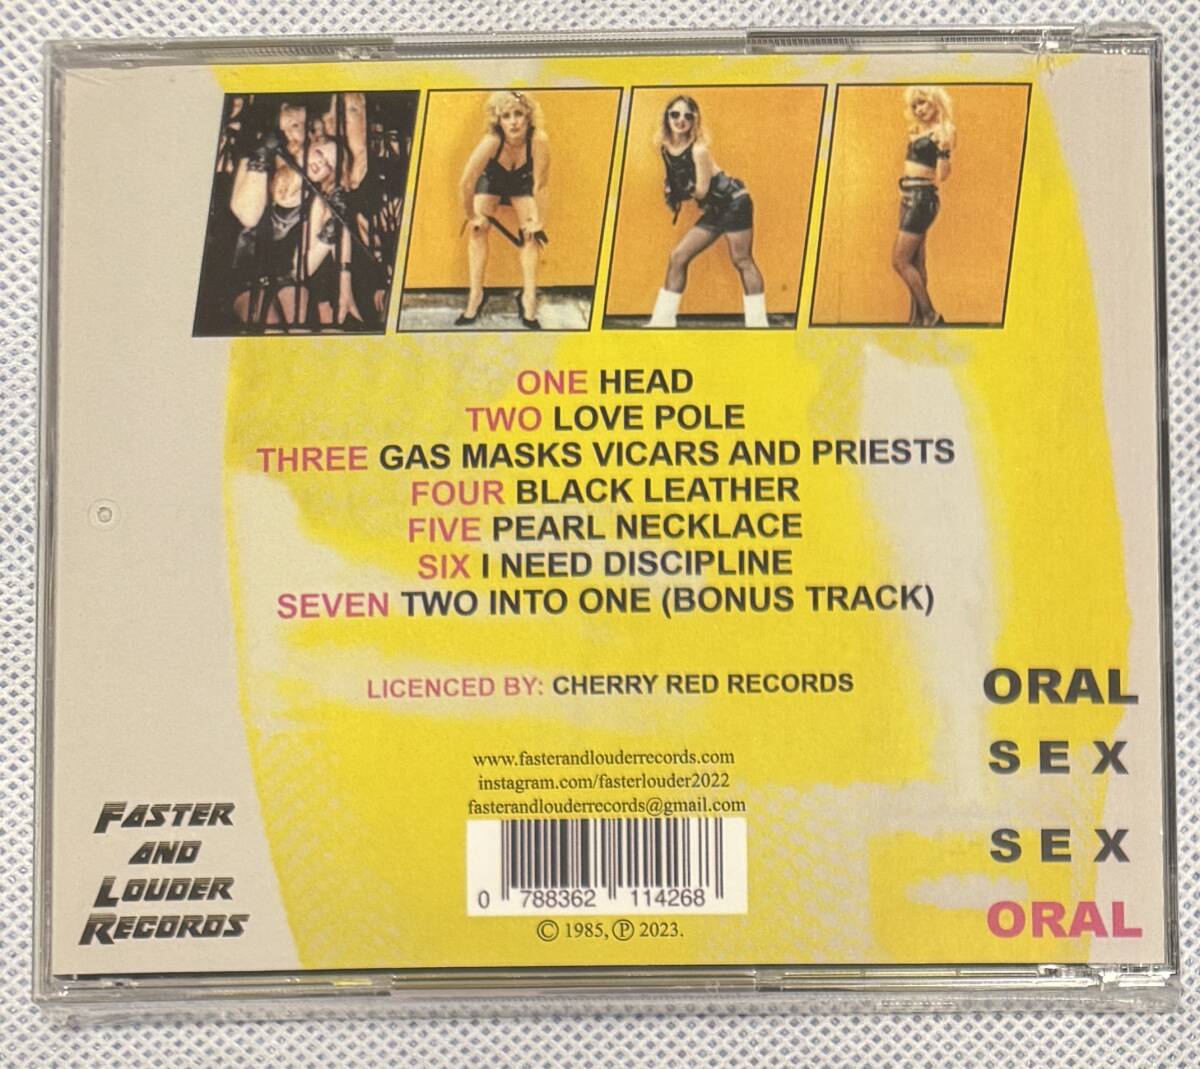 ONE HEAD
TWO LOVE POLE
THREE GAS MASKS VICARS AND PRIESTS
FOUR BLACK LEATHER
FIVE PEARL NECKLACE
SIX I NEED DISCIPLINE
SEVEN TWO INTO ONE (BONUS TRACK)
LICENCED BY: CHERRY RED RECORDS
www.fasterandlouderrecords.com
instagram.com/fasterlouder2022
fasterandlouderrecords@gmail.com
0 788362 114268
© 1985, ℗ 2023.
FASTER
AND
LOUDER
RECORDS
ORAL
SEX
SEX
ORAL